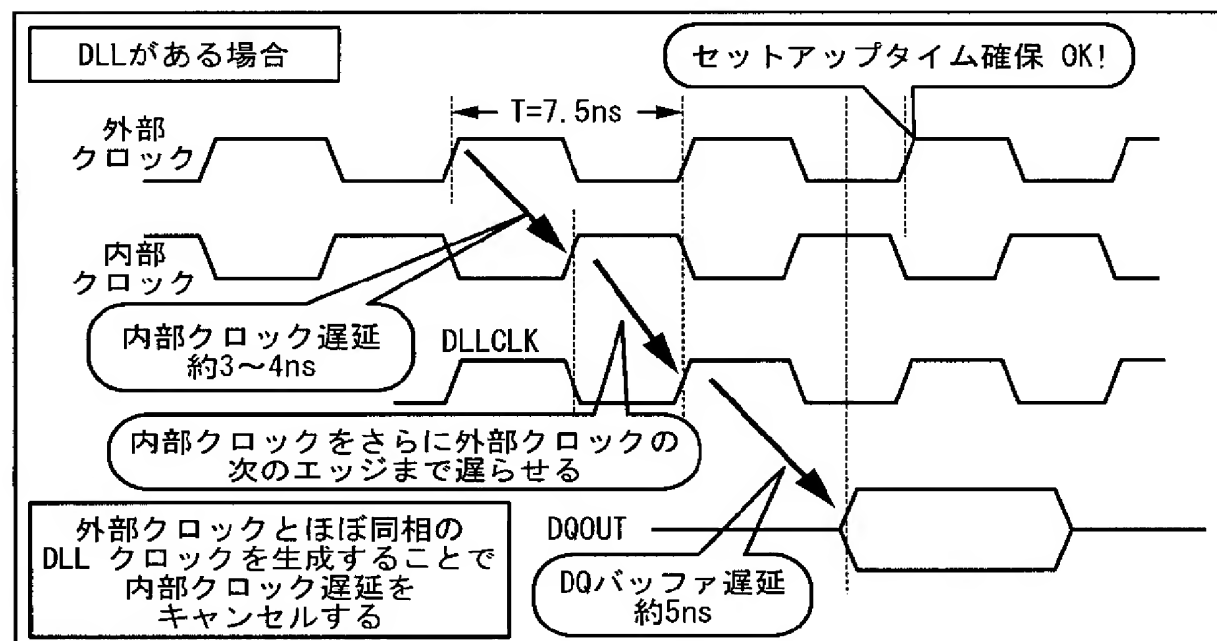 DLLがある場合
セットアップタイム確保 OK!
T=7.5ns
外部
クロック
内部
クロック
内部クロック遅延
約3～4ns
DLLCLK
内部クロックをさらに外部クロックの
次のエッジまで遅らせる
外部クロックとほぼ同相の
DLL クロックを生成することで
内部クロック遅延を
キャンセルする
DQOUT
DQバッファ遅延
約5ns